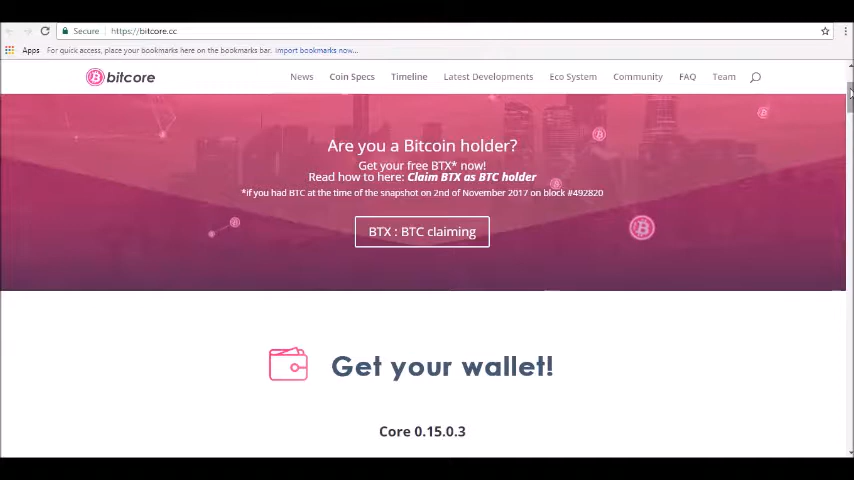 Secure https://bitcore.cc
Apps For quick access, place your bookmarks here on the bookmarks bar. Import bookmarks now...
bitcore News Coin Specs Timeline Latest Developments Eco System Community FAQ Team
Are you a Bitcoin holder?
Get your free BTX* now!
Read how to here: Claim BTX as BTC holder
*if you had BTC at the time of the snapshot on 2nd of November 2017 on block #492820
BTX : BTC claiming
Get your wallet!
Core 0.15.0.3